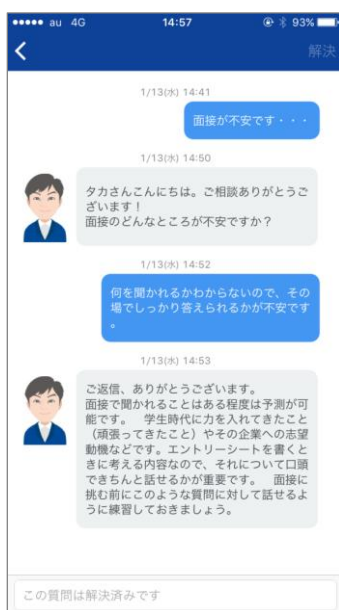 au 4G 14:57 93%
解決
1/13(水) 14:41
面接が不安です・・・
1/13(水) 14:50
タカさんこんにちは。ご相談ありがとうご
ざいます！
面接のどんなところが不安ですか？
1/13(水) 14:52
何を聞かれるかわからないので、その
場でしっかり答えられるかが不安です
。
1/13(水) 14:53
ご返信、ありがとうございます。
面接で聞かれることはある程度は予測が可
能です。 学生時代に力を入れてきたこと
（頑張ってきたこと）やその企業への志望
動機などです。エントリーシートを書くと
きに考える内容なので、それについて口頭
できちんと話せるかが重要です。 面接に
挑む前にこのような質問に対して話せるよ
うに練習しておきましょう。
この質問は解決済みです